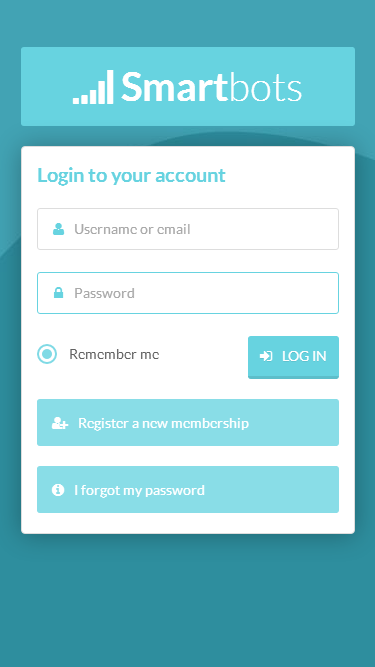 Smartbots
Login to your account
Username or email
Password
Remember me
LOG IN
Register a new membership
I forgot my password